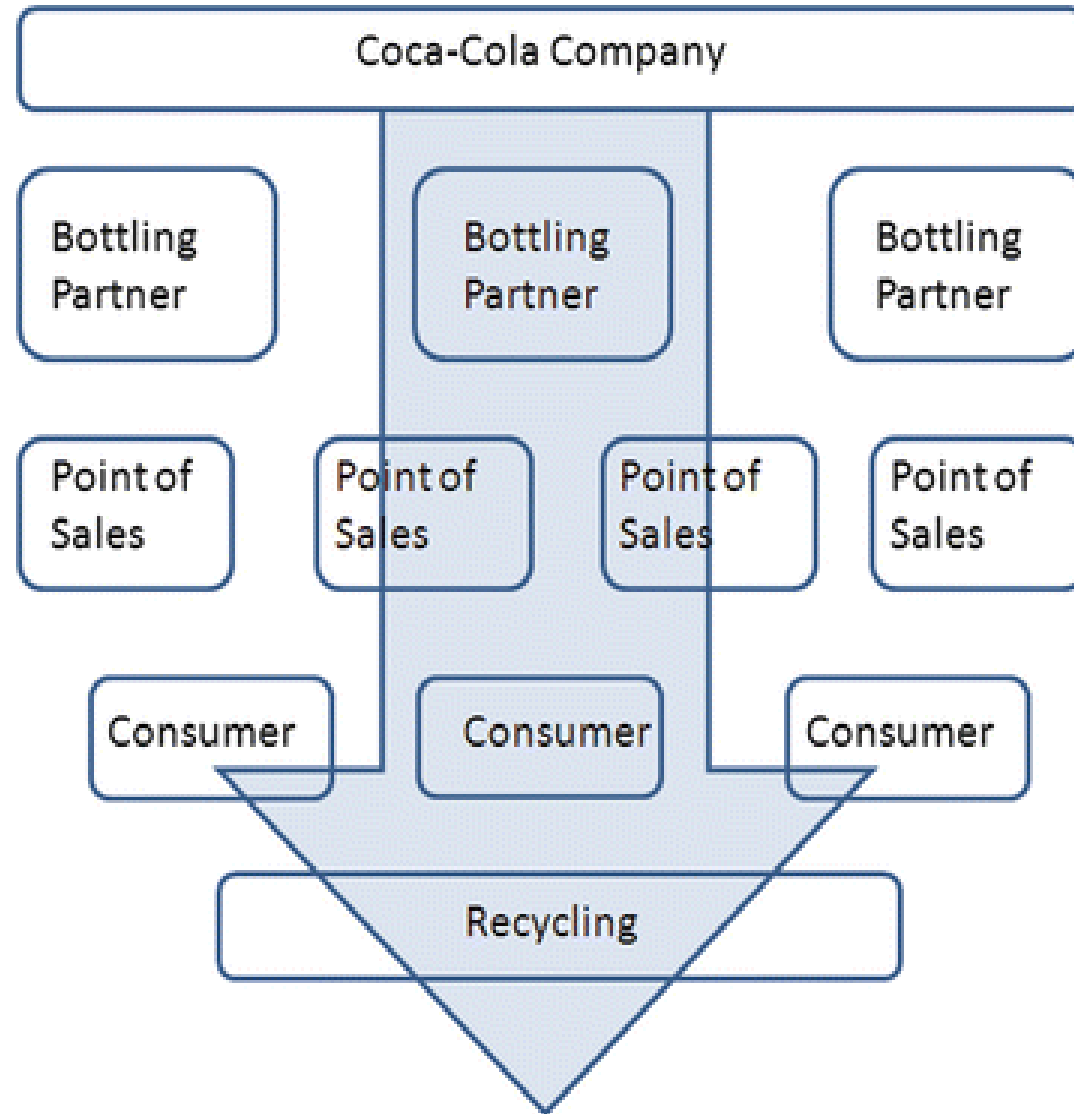 Coca-Cola Company
Bottling
Partner
Bottling
Partner
Bottling
Partner
Point of
Sales
Point of
Sales
Point of
Sales
Point of
Sales
Consumer
Consumer
Consumer
Recycling